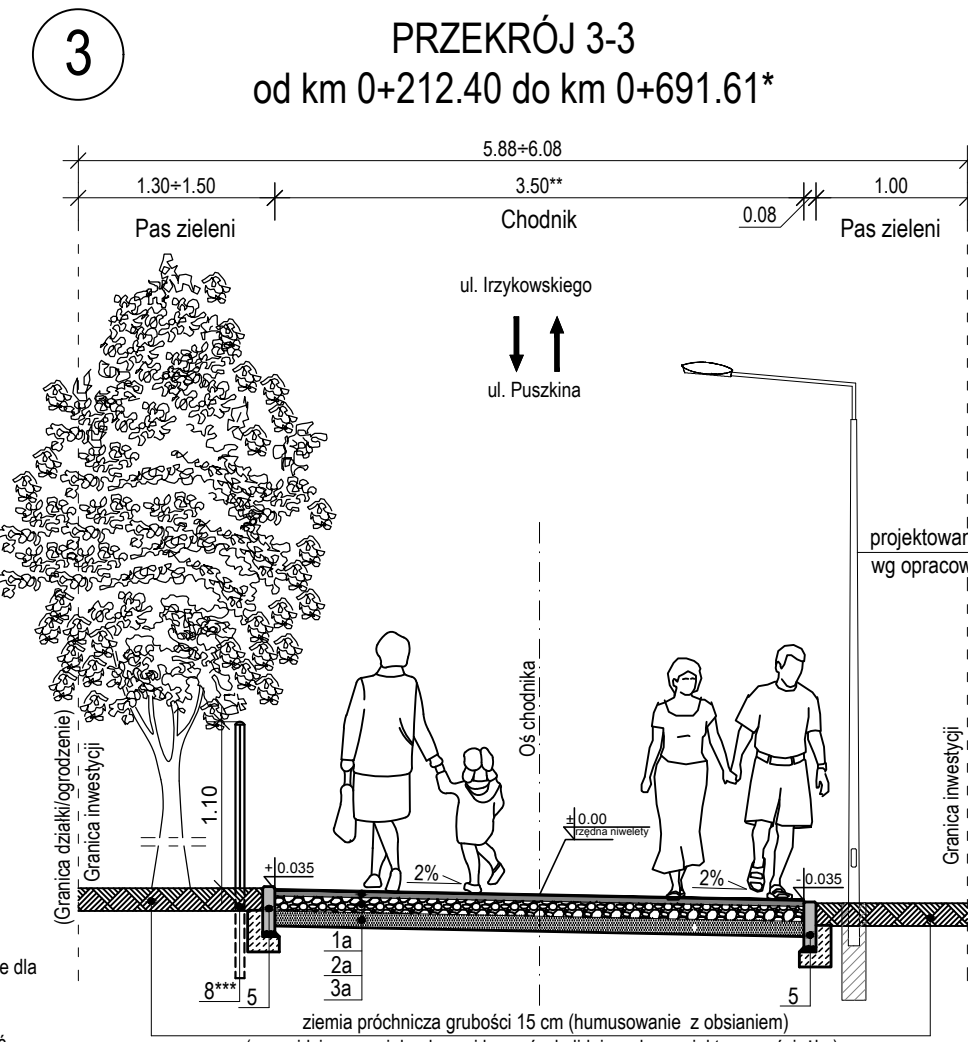 3
PRZEKRÓJ 3-3
od km 0+212.40 do km 0+691.61*
5.88÷6.08
1.30÷1.50
3.50**
1.00
0.08
Pas zieleni
Chodnik
Pas zieleni
ul. Irzykowskiego
ul. Puszkina
projektowan
wg opracow
Oś chodnika
(Granica działki/ogrodzenie)
Granica inwestycji
Granica inwestycji
1.10
± 0.00
rzędna niwelety
+ 0.035
2%
2%
- 0.035
1a
2a
3a
e dla
8***
5
5
ziemia próchnicza grubości 15 cm (humusowanie z obsianiem)